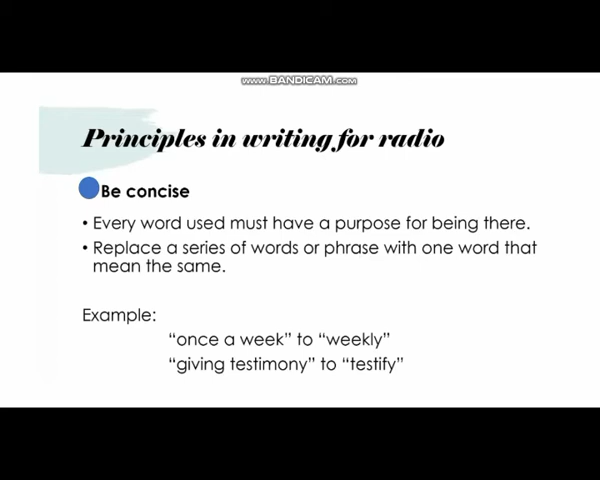 www.BANDICAM.com
Principles in writing for radio
Be concise
• Every word used must have a purpose for being there.
• Replace a series of words or phrase with one word that
mean the same.
Example:
“once a week” to “weekly”
“giving testimony” to “testify”